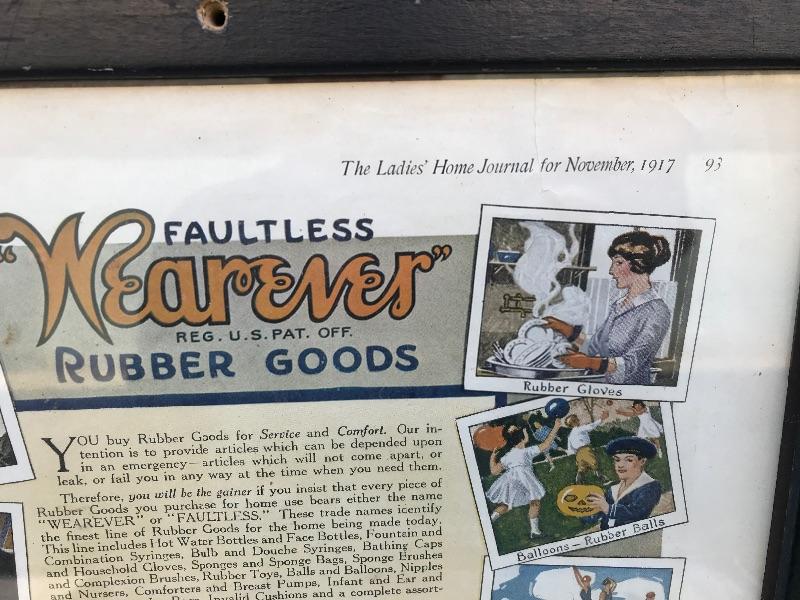 The Ladies' Home Journal for November, 1917 93
FAULTLESS
"Wearever"
REG. U.S. PAT. OFF.
RUBBER GOODS
Rubber Gloves
YOU buy Rubber Goods for Service and Comfort. Our in-
tention is to provide articles which can be depended upon
in an emergency—articles which will not come apart, or
leak, or fail you in any way at the time when you need them.
Therefore, you will be the gainer if you insist that every piece of
Rubber Goods you purchase for home use bears either the name
"WEAREVER" or "FAULTLESS." These trade names identify
the finest line of Rubber Goods for the home being made today.
This line includes Hot Water Bottles and Face Bottles, Fountain and
Combination Syringes, Bulb and Douche Syringes, Bathing Caps
and Household Gloves, Sponges and Sponge Bags, Sponge Brushes
and Complexion Brushes, Rubber Toys, Balls and Balloons, Nipples
and Nursers, Comforters and Breast Pumps, Infant and Ear and
Invalid Cushions and a complete assort-
Balloons—Rubber Balls